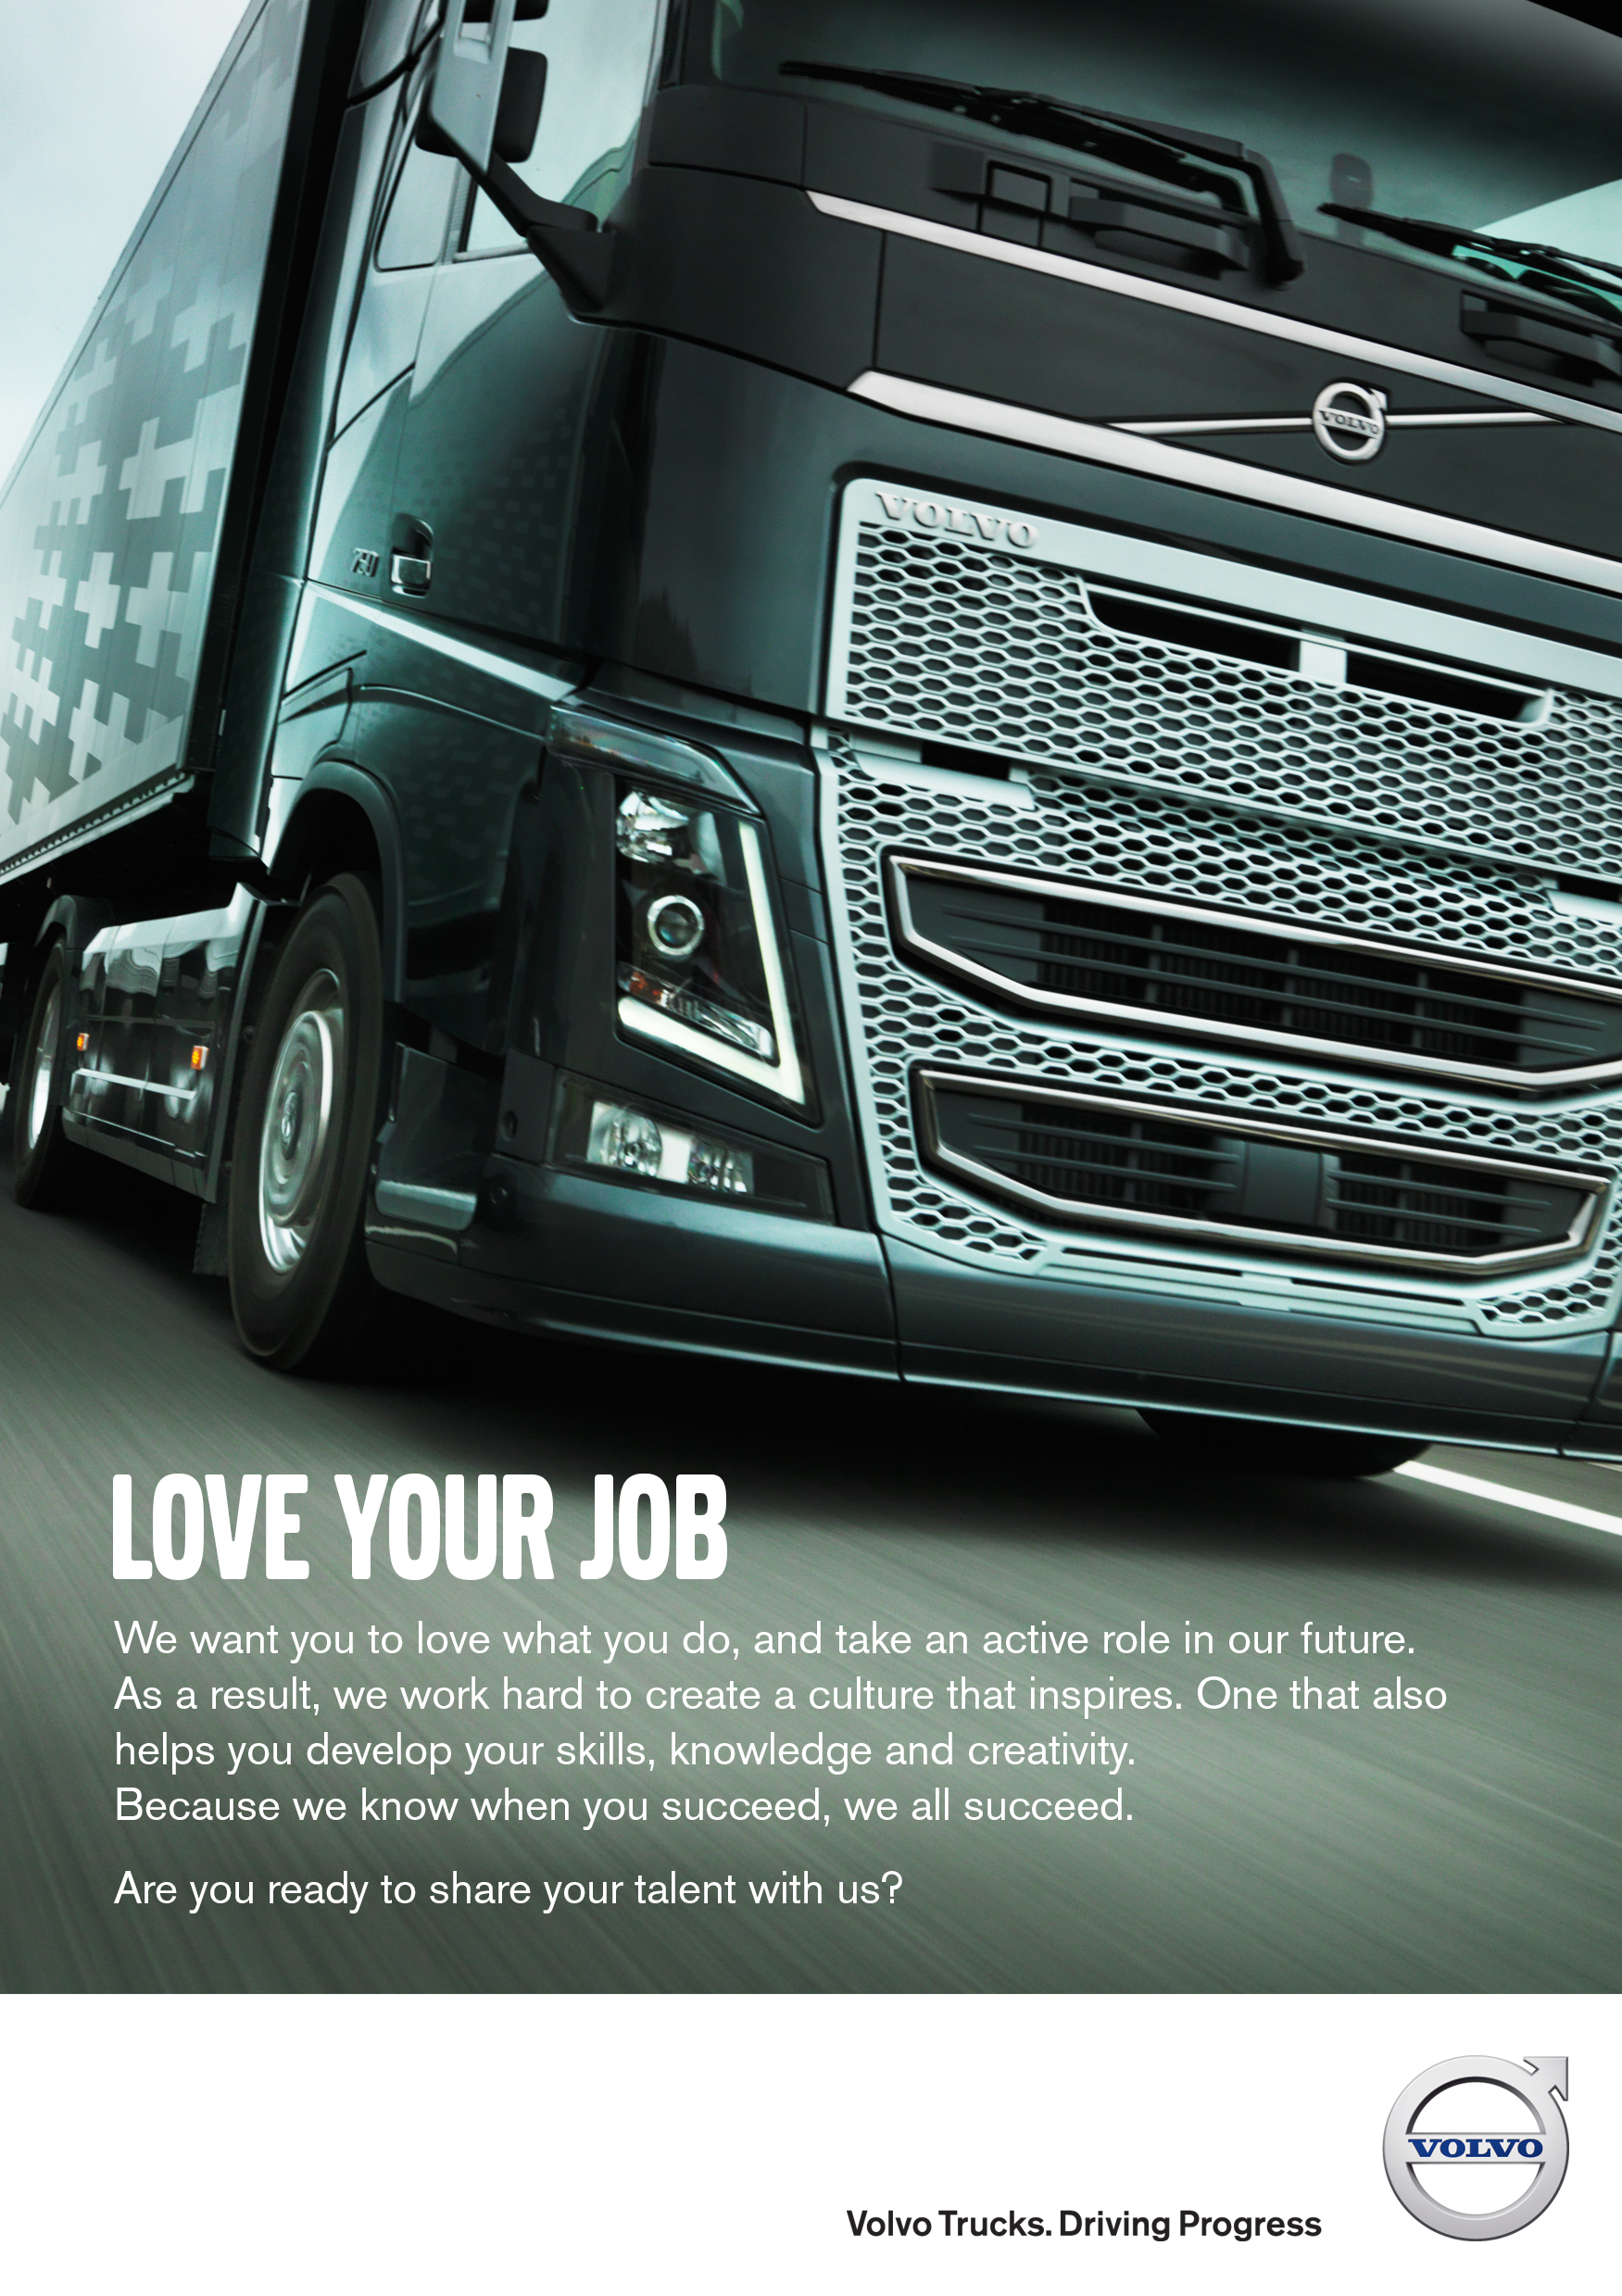 VOLVO
VOLVO
750
LOVE YOUR JOB
We want you to love what you do, and take an active role in our future.
As a result, we work hard to create a culture that inspires. One that also
helps you develop your skills, knowledge and creativity.
Because we know when you succeed, we all succeed.
Are you ready to share your talent with us?
VOLVO
Volvo Trucks. Driving Progress